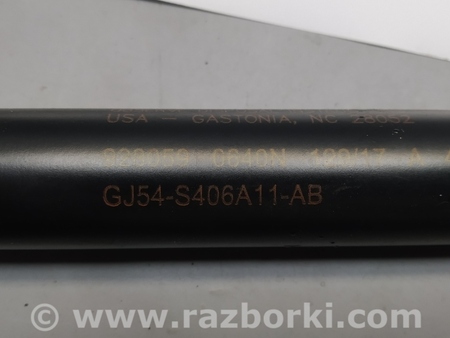 USA - GASTONIA, NC 28052
GJ54-S406A11-AB
© www.razborki.com